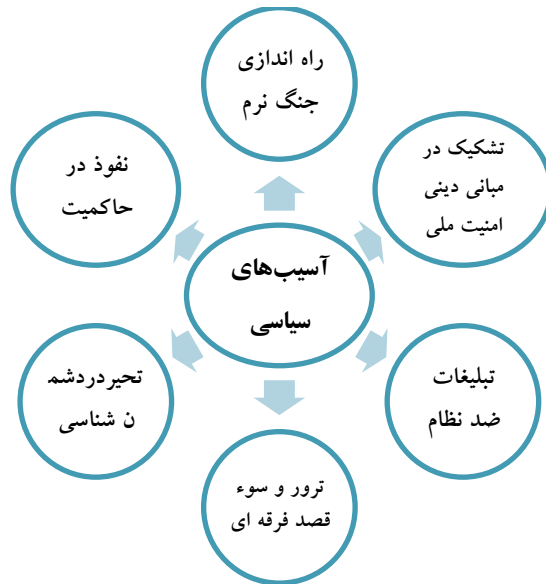 راه اندازی
جنگ نرم
تشکیک در
مبانی دینی
امنیت ملی
تبلیغات
ضد نظام
ترور و سوء
قصد فرقه ای
تحیردردشم
ن شناسی
نفوذ در
حاکمیت
آسیب‌های
سیاسی